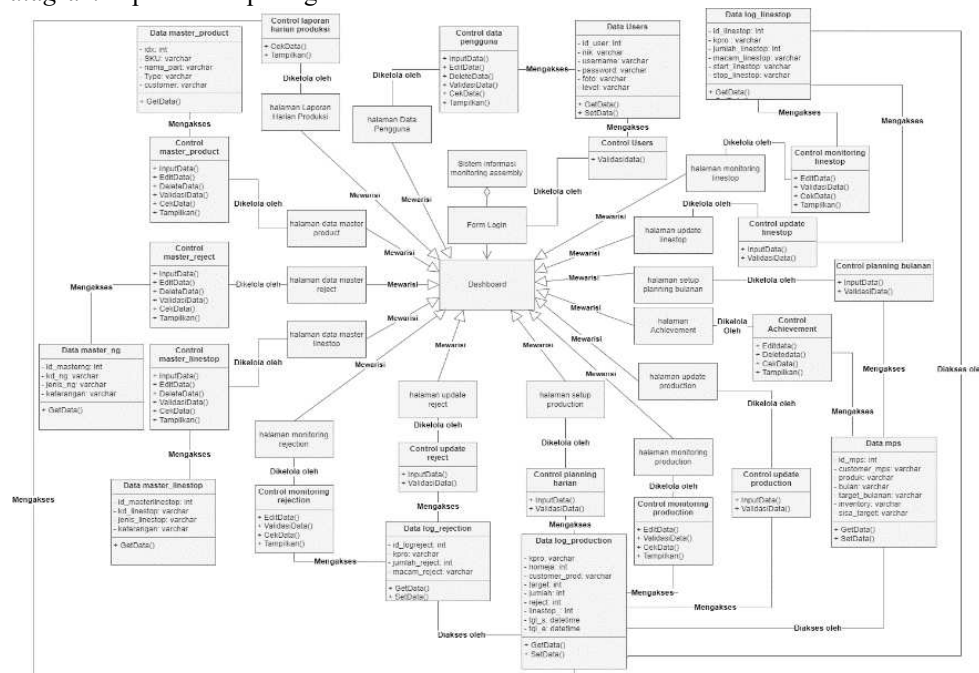 Data master_product
- idx: int
- SKU: varchar
- nama_part: varchar
- Type: varchar
- customer: varchar
+ GetData()
Mengakses
Control master_product
+ InputData()
+ EditData()
+ DeleteData()
+ ValidasiData()
+ CekData()
+ Tampilkan()
Dikelola oleh
halaman data master product
Mewarisi
Control laporan harian produksi
+ CekData()
+ Tampilkan()
Dikelola oleh
halaman Laporan Harian Produksi
Mewarisi
Control data pengguna
+ InputData()
+ EditData()
+ DeleteData()
+ ValidasiData()
+ CekData()
+ Tampilkan()
Dikelola oleh
halaman Data Pengguna
Mewarisi
Mengakses
Data Users
- id_user: int
- nik: varchar
- username: varchar
- password: varchar
- foto: varchar
- level: varchar
+ GetData()
+ SetData()
Mengakses
Control Users
+ Validasidata()
Dikelola oleh
Sistem informasi monitoring assembly
Form Login
Dashboard
Data log_linestop
- id_linestop: int
- kpro : varchar
- jumlah_linestop: int
- macam_linestop: varchar
- start_linestop: varchar
- stop_linestop: varchar
+ GetData()
Mengakses
Control monitoring linestop
+ EditData()
+ ValidasiData()
+ CekData()
+ Tampilkan()
Dikelola oleh
halaman monitoring linestop
Mewarisi
Control update linestop
+ InputData()
+ ValidasiData()
Dikelola oleh
halaman update linestop
Mewarisi
Control planning bulanan
+ InputData()
+ ValidasiData()
Dikelola oleh
halaman setup planning bulanan
Mewarisi
Control Achievement
+ Editdata()
+ Deletedata()
+ CekData()
+ Tampilkan()
Dikelola Oleh
halaman Achievement
Mewarisi
Mengakses
Mengakses
Diakses ole
Control master_reject
+ InputData()
+ EditData()
+ DeleteData()
+ ValidasiData()
+ CekData()
+ Tampilkan()
Dikelola oleh
halaman data master reject
Mewarisi
Mengakses
Data master_ng
- id_masterng: int
- kd_ng: varchar
- jenis_ng: varchar
- katerangan: varchar
+ GetData()
Control master_linestop
+ InputData()
+ EditData()
+ DeleteData()
+ ValidasiData()
+ CekData()
+ Tampilkan()
Dikelola oleh
halaman data master linestop
Mewarisi
Mengakses
Data master_linestop
- id_masterlinestop: int
- kd_linestop: varchar
- jenis_linestop: varchar
- katerangan: varchar
+ GetData()
Mengakses
halaman monitoring rejection
Mewarisi
Dikelola oleh
Control monitoring rejection
+ EditData()
+ ValidasiData()
+ CekData()
+ Tampilkan()
Mengakses
halaman update reject
Mewarisi
Dikelola oleh
Control update reject
+ InputData()
+ ValidasiData()
Mengakses
Data log_rejection
- id_logreject: int
- kpro: varchar
- jumlah_reject: int
- macam_reject: varchar
+ GetData()
+ SetData()
Diakses oleh
halaman setup production
Mewarisi
Dikelola oleh
Control planning harian
+ InputData()
+ ValidasiData()
Mengakses
Data log_production
- kpro: varchar
- nomeja: int
- customer_prod: varchar
- target: int
- jumlah: int
- reject: int
- linestop : int
- tgl_s: datetime
- tgl_e: datetime
+ GetData()
+ SetData()
halaman monitoring production
Mewarisi
Dikelola oleh
Control monitoring production
+ EditData()
+ ValidasiData()
+ CekData()
+ Tampilkan()
Mengakses
halaman update production
Mewarisi
Dikelola oleh
Control update production
+ InputData()
+ ValidasiData()
Mengakses
Data mps
- id_mps: int
- customer_mps: varchar
- produk: varchar
- bulan: varchar
- target_bulanan: varchar
- inventory: varchar
- sisa_target: varchar
+ GetData()
+ SetData()
Diakses oleh